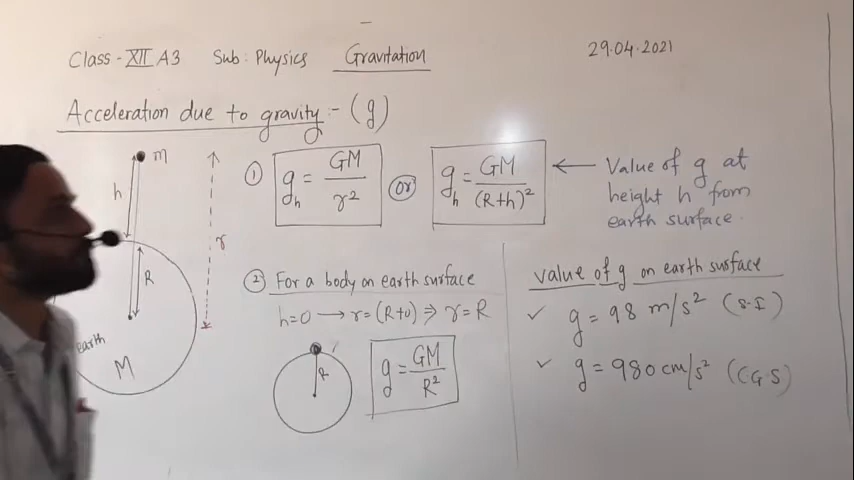 Class - XII A3 Sub: Physics Gravitation 29.04.2021
Acceleration due to gravity :- (g)
m
h
r
R
earth
M
① g_h = GM/r² or g_h = GM/(R+h)² ← Value of g at
height h from
earth surface.
② For a body on earth surface
h=0 → r=(R+0) ⇒ r=R
R
g = GM/R²
value of g on earth surface
✓ g = 98 m/s² (S.I)
✓ g = 980 cm/s² (C.G.S)